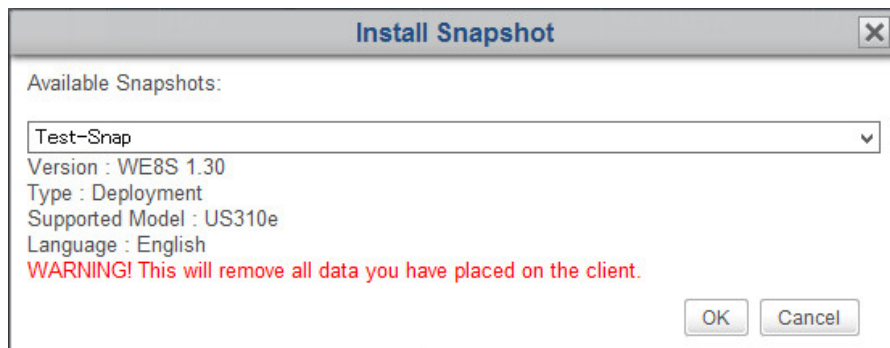 Install Snapshot
Available Snapshots:
Test-Snap
Version : WE8S 1.30
Type : Deployment
Supported Model : US310e
Language : English
WARNING! This will remove all data you have placed on the client.
OK Cancel